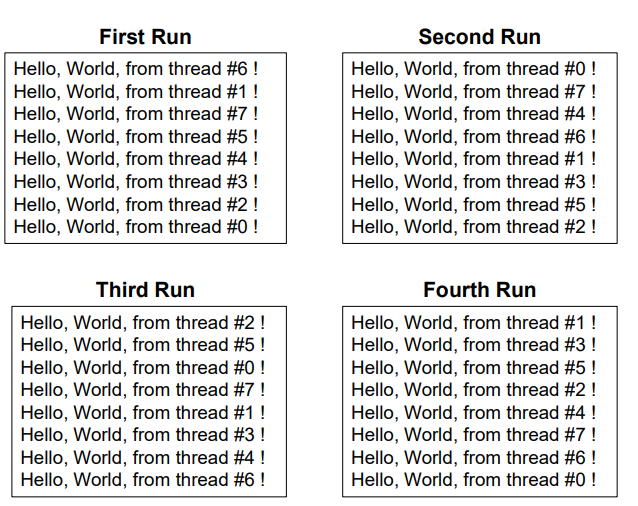 First Run
Hello, World, from thread #6 !
Hello, World, from thread #1 !
Hello, World, from thread #7 !
Hello, World, from thread #5 !
Hello, World, from thread #4 !
Hello, World, from thread #3 !
Hello, World, from thread #2 !
Hello, World, from thread #0 !
Second Run
Hello, World, from thread #0 !
Hello, World, from thread #7 !
Hello, World, from thread #4 !
Hello, World, from thread #6 !
Hello, World, from thread #1 !
Hello, World, from thread #3 !
Hello, World, from thread #5 !
Hello, World, from thread #2 !
Third Run
Hello, World, from thread #2 !
Hello, World, from thread #5 !
Hello, World, from thread #0 !
Hello, World, from thread #7 !
Hello, World, from thread #1 !
Hello, World, from thread #3 !
Hello, World, from thread #4 !
Hello, World, from thread #6 !
Fourth Run
Hello, World, from thread #1 !
Hello, World, from thread #3 !
Hello, World, from thread #5 !
Hello, World, from thread #2 !
Hello, World, from thread #4 !
Hello, World, from thread #7 !
Hello, World, from thread #6 !
Hello, World, from thread #0 !